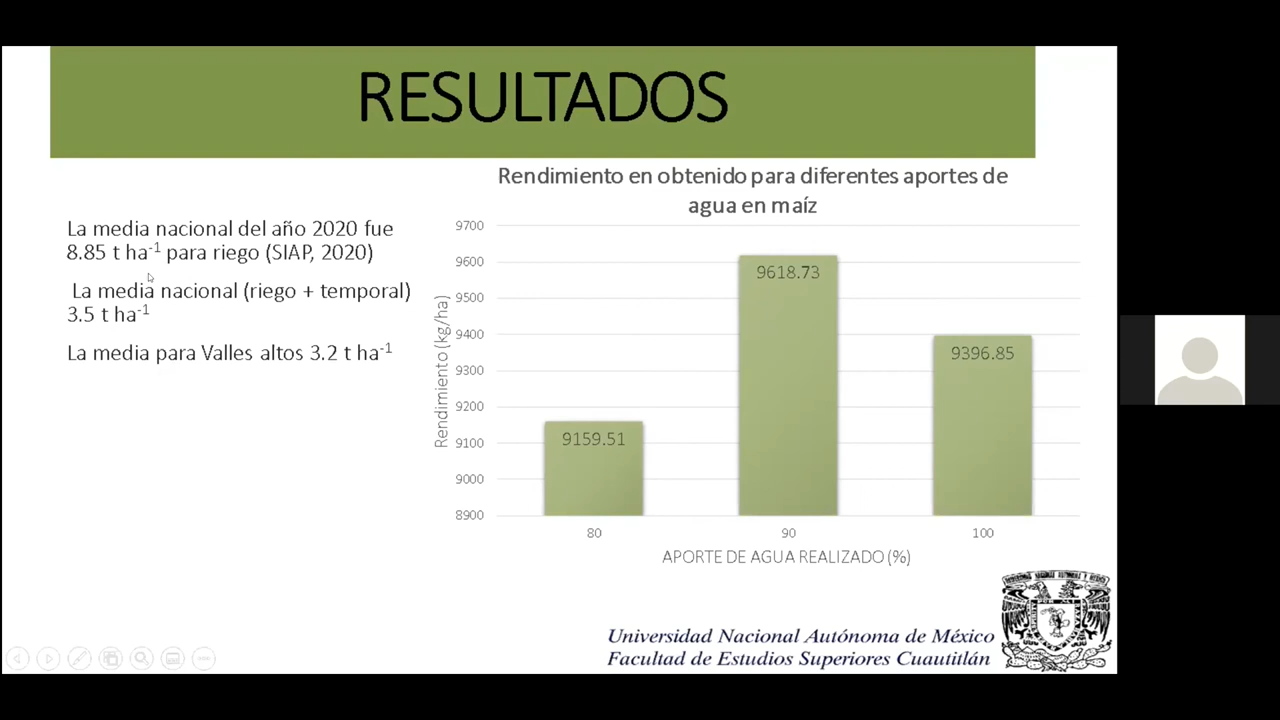 RESULTADOS
La media nacional del año 2020 fue
8.85 t ha-1 para riego (SIAP, 2020)
La media nacional (riego + temporal)
3.5 t ha-1
La media para Valles altos 3.2 t ha-1
Rendimiento en obtenido para diferentes aportes de
agua en maíz
Rendimiento (kg/ha)
9700
9600
9500
9400
9300
9200
9100
9000
8900
9159.51
9618.73
9396.85
80
90
100
APORTE DE AGUA REALIZADO (%)
Universidad Nacional Autónoma de México
Facultad de Estudios Superiores Cuautitlán